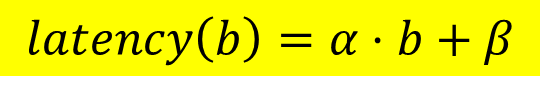 latency(b) = α · b + β